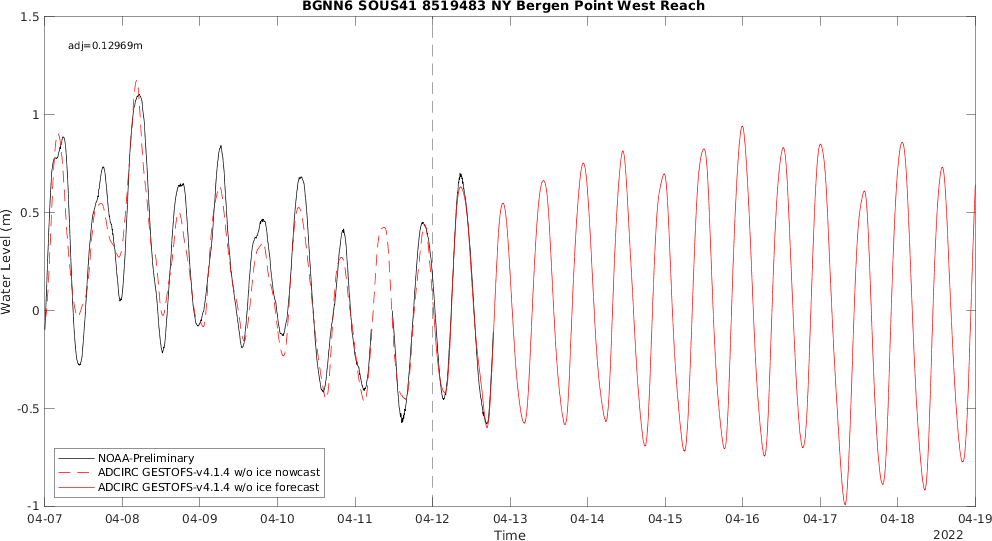 BGNN6 SOUS41 8519483 NY Bergen Point West Reach
adj=0.12969m
1.5
1
0.5
0
-0.5
-1
Water Level (m)
NOAA-Preliminary
ADCIRC GESTOFS-v4.1.4 w/o ice nowcast
ADCIRC GESTOFS-v4.1.4 w/o ice forecast
04-07 04-08 04-09 04-10 04-11 04-12 04-13 04-14 04-15 04-16 04-17 04-18 04-19
Time
2022